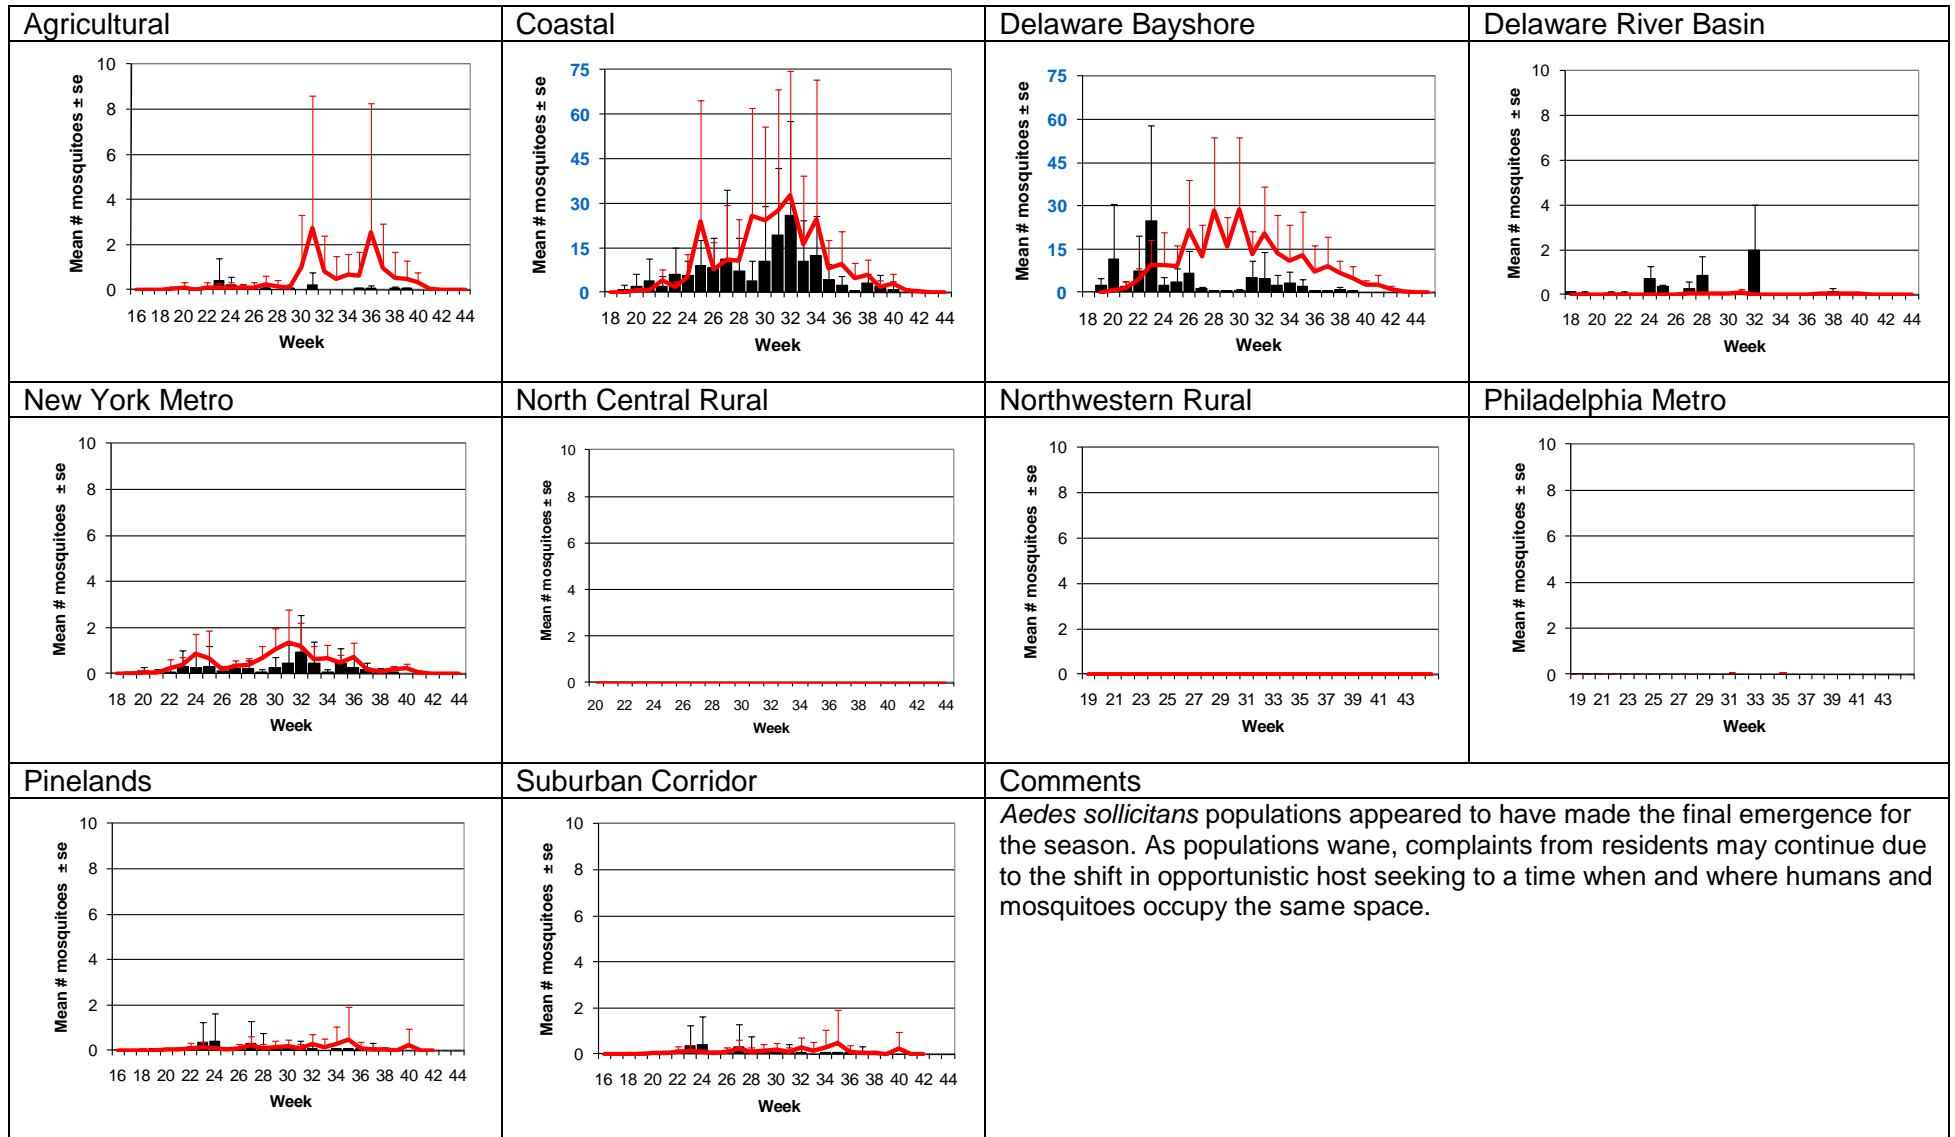 Agricultural
Coastal
Delaware Bayshore
Delaware River Basin
Mean # mosquitoes ± se
10
8
6
4
2
0
16 18 20 22 24 26 28 30 32 34 36 38 40 42 44
Week
Mean # mosquitoes ± se
75
60
45
30
15
0
18 20 22 24 26 28 30 32 34 36 38 40 42 44
Week
Mean # mosquitoes ± se
75
60
45
30
15
0
18 20 22 24 26 28 30 32 34 36 38 40 42 44
Week
Mean # mosquitoes ± se
10
8
6
4
2
0
18 20 22 24 26 28 30 32 34 36 38 40 42 44
Week
New York Metro
North Central Rural
Northwestern Rural
Philadelphia Metro
Mean # mosquitoes ± se
10
8
6
4
2
0
18 20 22 24 26 28 30 32 34 36 38 40 42 44
Week
Mean # mosquitoes ± se
10
8
6
4
2
0
20 22 24 26 28 30 32 34 36 38 40 42 44
Week
Mean # mosquitoes ± se
10
8
6
4
2
0
19 21 23 25 27 29 31 33 35 37 39 41 43
Week
Mean # mosquitoes ± se
10
8
6
4
2
0
19 21 23 25 27 29 31 33 35 37 39 41 43
Week
Pinelands
Suburban Corridor
Comments
Mean # mosquitoes ± se
10
8
6
4
2
0
16 18 20 22 24 26 28 30 32 34 36 38 40 42 44
Week
Mean # mosquitoes ± se
10
8
6
4
2
0
16 18 20 22 24 26 28 30 32 34 36 38 40 42 44
Week
Aedes sollicitans populations appeared to have made the final emergence for
the season. As populations wane, complaints from residents may continue due
to the shift in opportunistic host seeking to a time when and where humans and
mosquitoes occupy the same space.